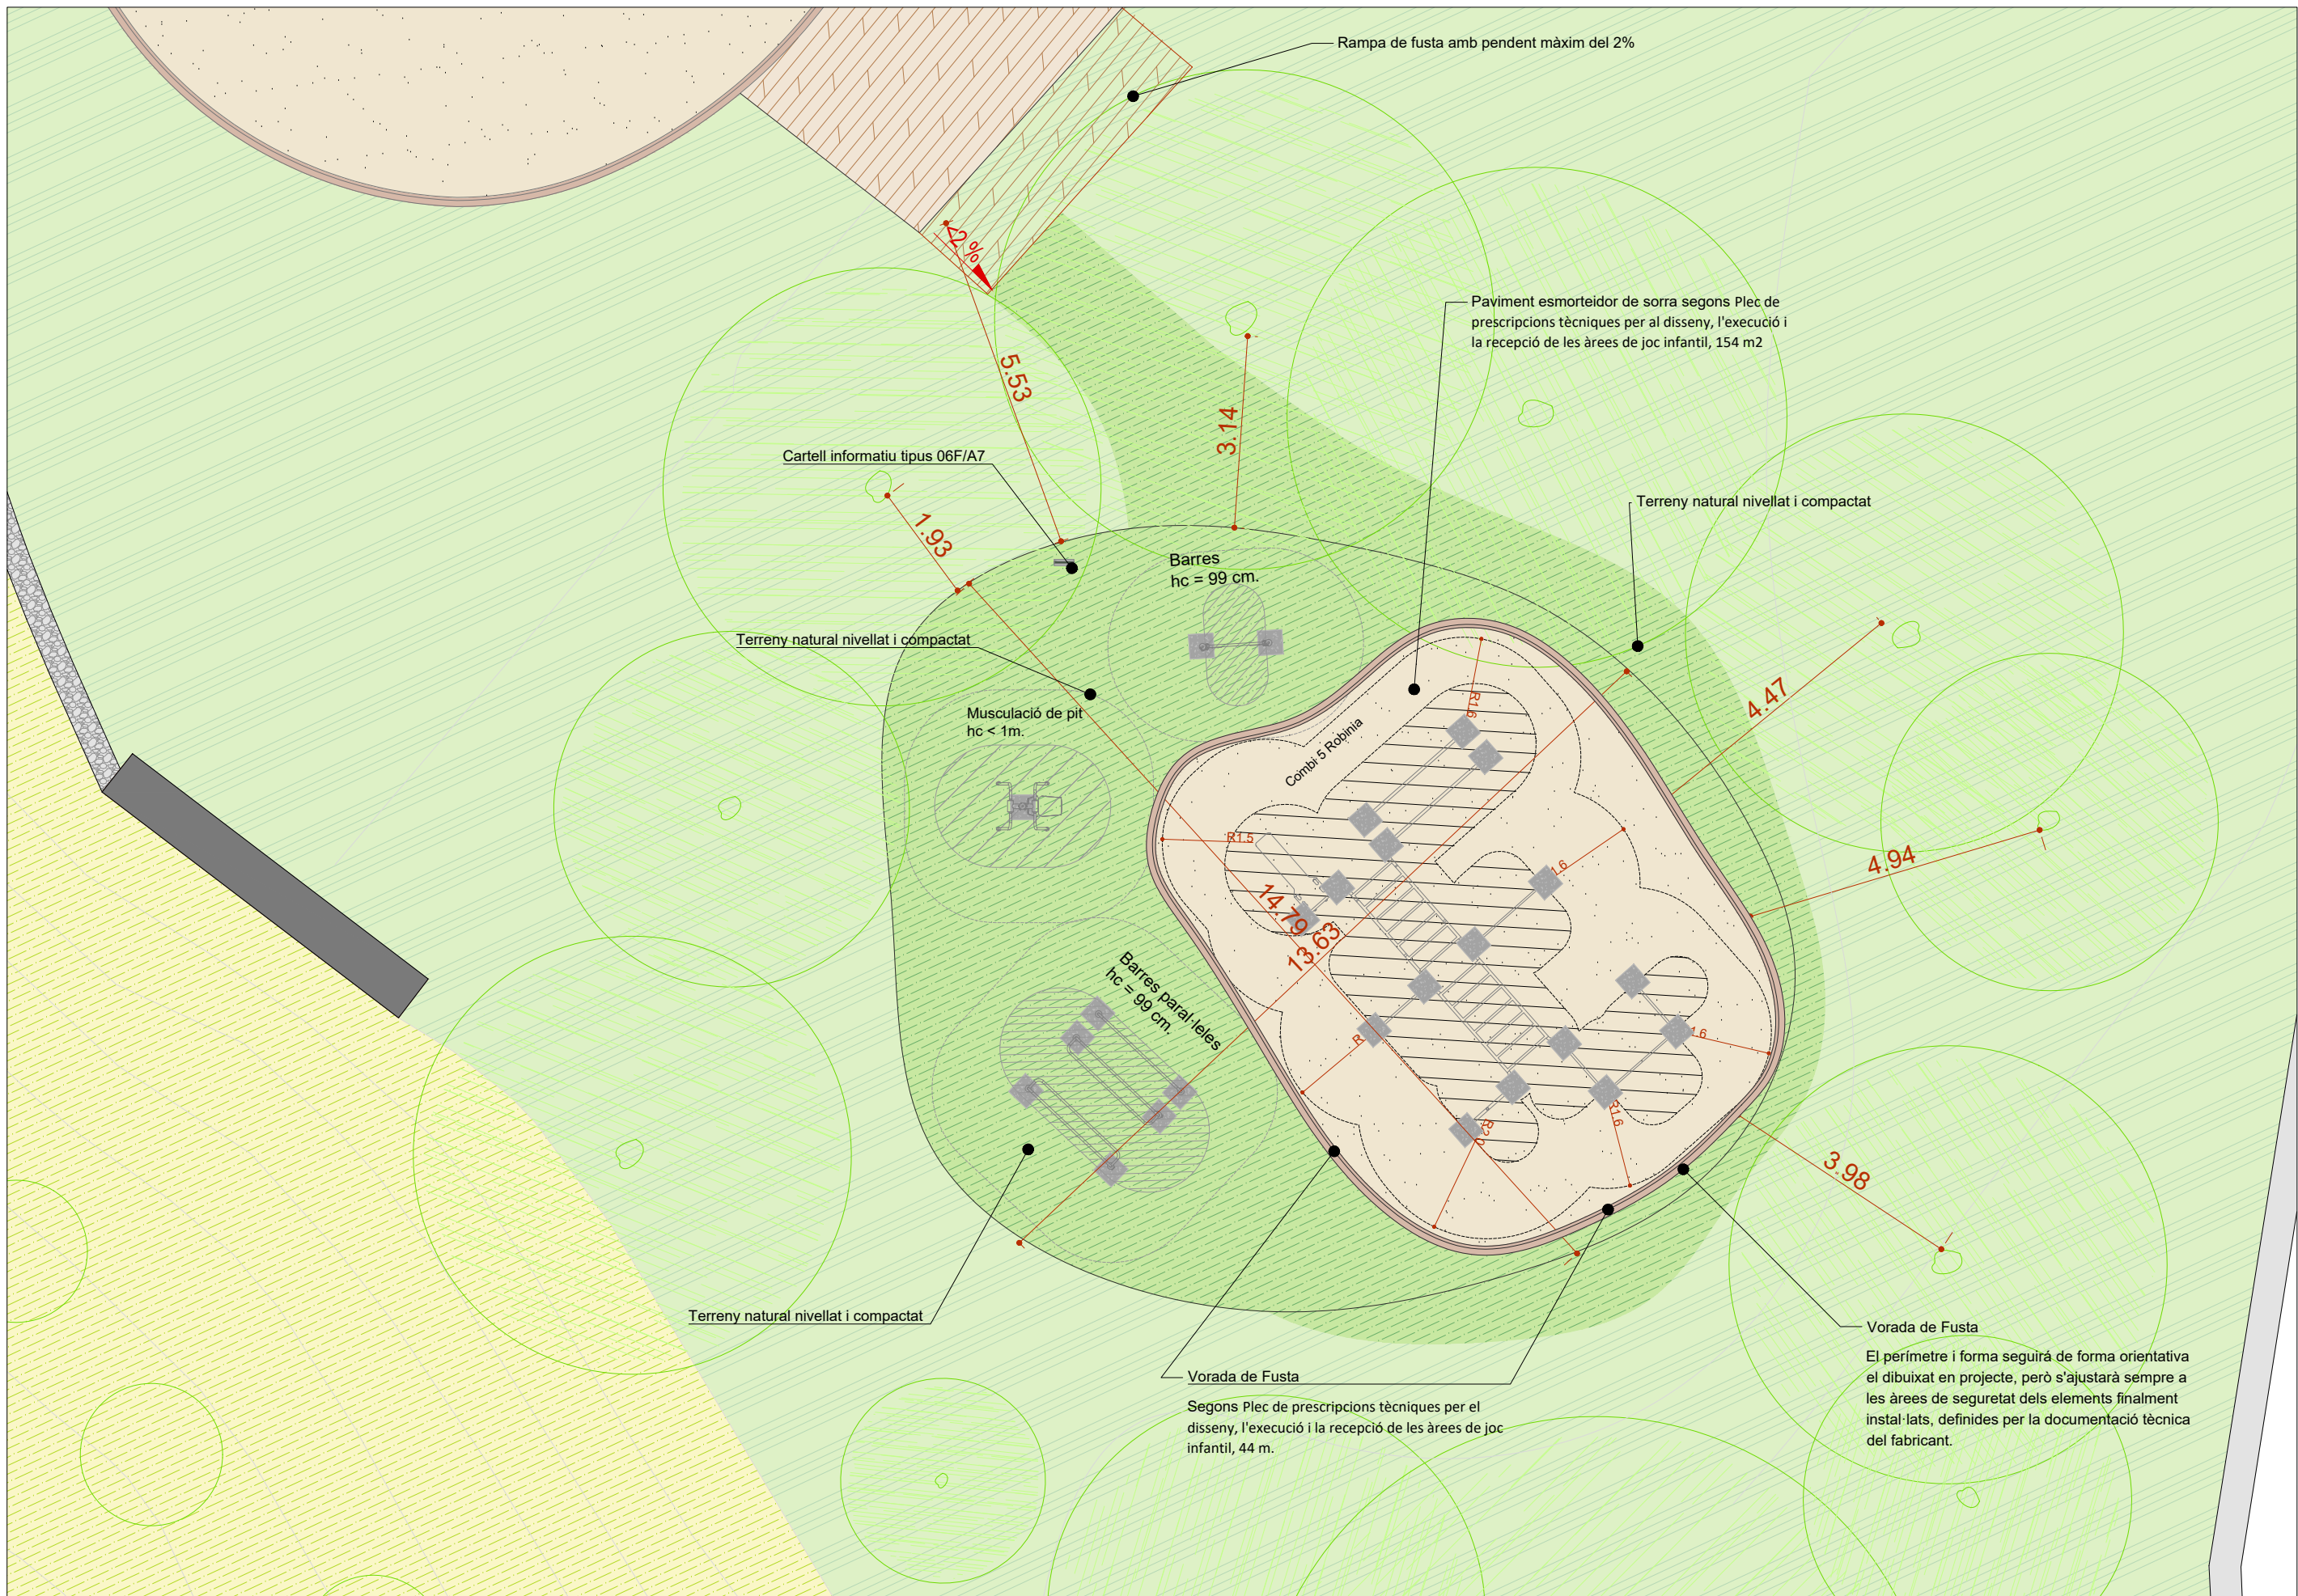 Rampa de fusta amb pendent màxim del 2%
<2 %
Paviment esmorteidor de sorra segons Plec de
prescripcions tècniques per al disseny, l'execució i
la recepció de les àrees de joc infantil, 154 m2
5.53
3.14
Cartell informatiu tipus 06F/A7
1.93
Terreny natural nivellat i compactat
Barres
hc = 99 cm.
Terreny natural nivellat i compactat
Musculació de pit
hc < 1m.
R1.6
4.47
Combi 5 Robinia
R1.5
1.6
4.94
14.79
13.63
Barres paral·leles
hc = 99 cm.
R
1.6
R1.6
3.98
Terreny natural nivellat i compactat
Vorada de Fusta
Segons Plec de prescripcions tècniques per el
disseny, l'execució i la recepció de les àrees de joc
infantil, 44 m.
Vorada de Fusta
El perímetre i forma seguirá de forma orientativa
el dibuixat en projecte, però s'ajustarà sempre a
les àrees de seguretat dels elements finalment
instal·lats, definides per la documentació tècnica
del fabricant.